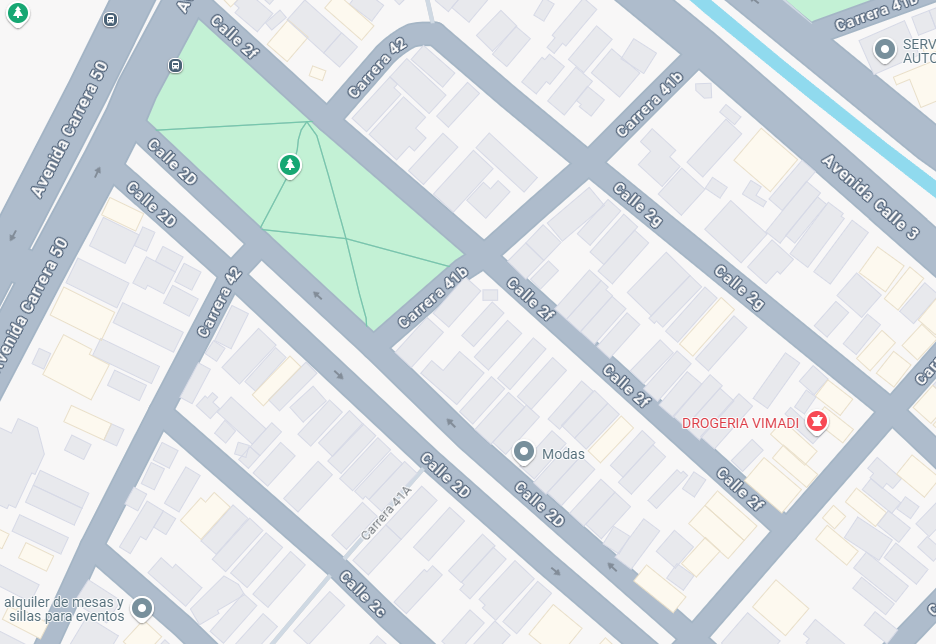 Calle 2f
Carrera 41b
Carrera 42
SERV
AUTO
Avenida Carrera 50
Carrera 41b
Calle 2D
Avenida Calle 3
Calle 2D
Calle 2g
Avenida Carrera 50
Carrera 42
Carrera 41b
Calle 2f
Calle 2g
Calle 2f
DROGERIA VIMADI
Modas
Calle 2D
Calle 2D
Calle 2f
Carrera 41A
Calle 2c
alquiler de mesas y
sillas para eventos